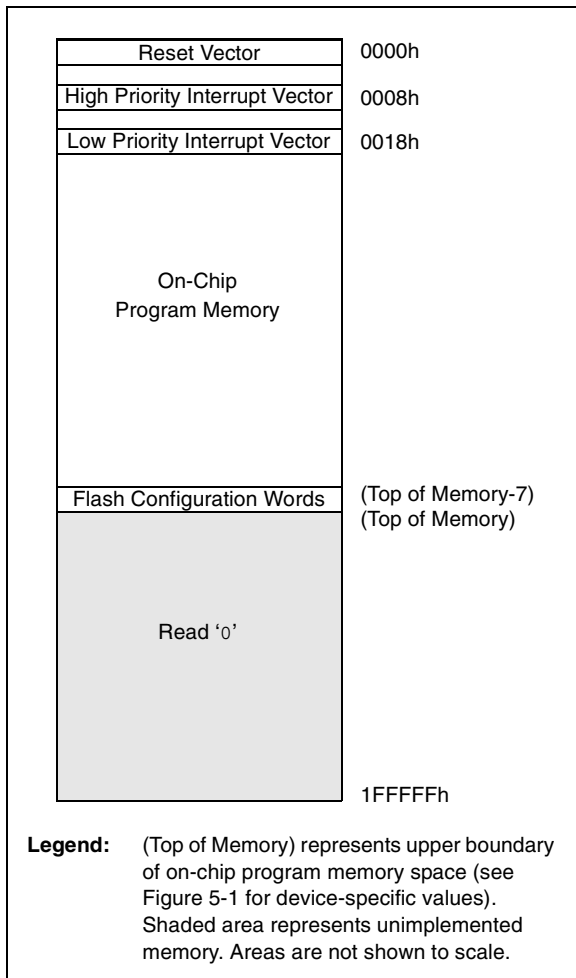 Reset Vector 0000h
High Priority Interrupt Vector 0008h
Low Priority Interrupt Vector 0018h
On-Chip
Program Memory
Flash Configuration Words (Top of Memory-7)
(Top of Memory)
Read ‘0’
1FFFFFh
Legend: (Top of Memory) represents upper boundary
of on-chip program memory space (see
Figure 5-1 for device-specific values).
Shaded area represents unimplemented
memory. Areas are not shown to scale.